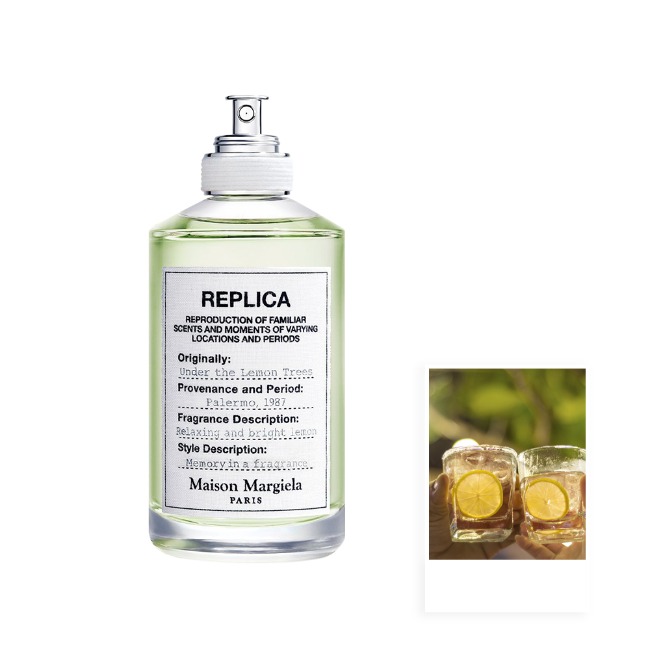 REPLICA
REPRODUCTION OF FAMILIAR
SCENTS AND MOMENTS OF VARYING
LOCATIONS AND PERIODS
Originally:
Under the Lemon Trees
Provenance and Period:
Palermo, 1987
Fragrance Description:
Relaxing and bright lemon
Style Description:
Memory in a fragrance
Maison Margiela
PARIS